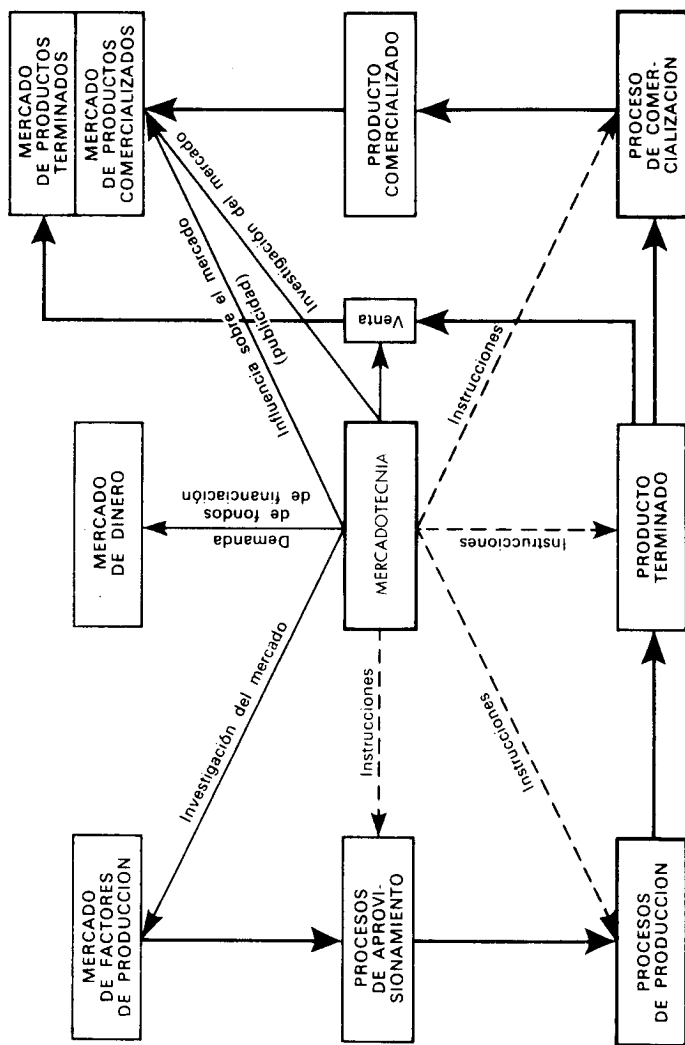 MERCADO
DE FACTORES
DE PRODUCCION
MERCADO
DE DINERO
MERCADO
DE PRODUCTOS
TERMINADOS
MERCADO
DE PRODUCTOS
COMERCIALIZADOS
Investigación del mercado
Demanda
de fondos
de financiación
Influencia sobre el mercado
(publicidad)
Investigación del mercado
PROCESOS
DE APROVI-
SIONAMIENTO
Instrucciones
MERCADOTECNIA
Venta
PRODUCTO
COMERCIALIZADO
Instrucciones
Instrucciones
Instrucciones
PROCESOS
DE PRODUCCION
PRODUCTO
TERMINADO
PROCESO
DE COMER-
CIALIZACION